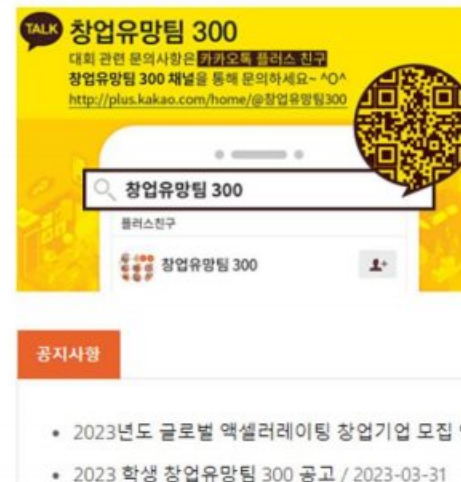 TALK 창업유망팀 300
대회 관련 문의사항은 카카오톡 플러스 친구
창업유망팀 300 채널을 통해 문의하세요~ ^O^
http://plus.kakao.com/home/@창업유망팀300
창업유망팀 300
플러스친구
창업유망팀 300
공지사항
• 2023년도 글로벌 액셀러레이팅 창업기업 모집
• 2023 학생 창업유망팀 300 공고 / 2023-03-31